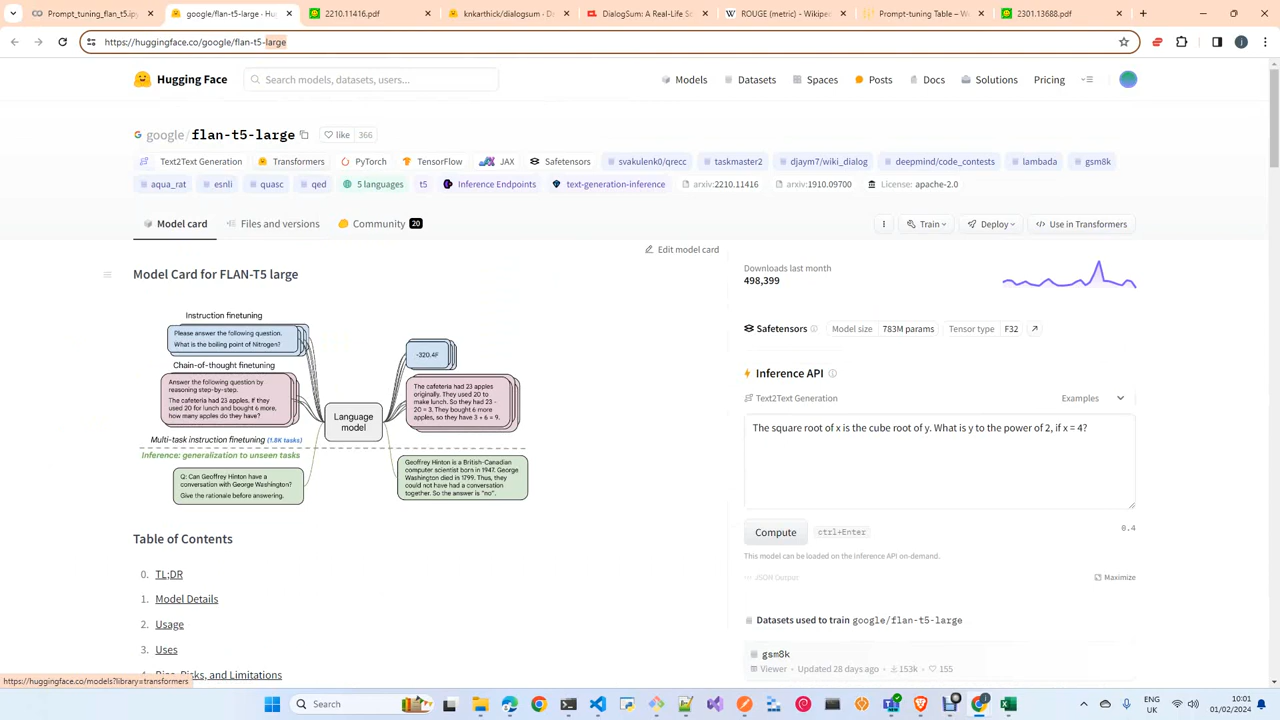 Prompt_tuning_flan_t5.ipy
google/flan-t5-large · Hugging
2210.11416.pdf
knkarthick/dialogsum · Da
DialogSum: A Real-Life Sc
ROUGE (metric) - Wikiped
Prompt-tuning Table – W
2301.13688.pdf
https://huggingface.co/google/flan-t5-large
Hugging Face
Search models, datasets, users...
Models
Datasets
Spaces
Posts
Docs
Solutions
Pricing
google/flan-t5-large
like 366
Text2Text Generation
Transformers
PyTorch
TensorFlow
JAX
Safetensors
svakulenk0/qrecc
taskmaster2
djaym7/wiki_dialog
deepmind/code_contests
lambada
gsm8k
aqua_rat
esnli
quasc
qed
5 languages
t5
Inference Endpoints
text-generation-inference
arxiv:2210.11416
arxiv:1910.09700
License: apache-2.0
Model card
Files and versions
Community 20
Train
Deploy
Use in Transformers
Edit model card
Model Card for FLAN-T5 large
Instruction finetuning
Please answer the following question.
What is the boiling point of Nitrogen?
-320.4F
Chain-of-thought finetuning
Answer the following question by
reasoning step-by-step.
The cafeteria had 23 apples. If they
used 20 for lunch and bought 6 more,
how many apples do they have?
Language
model
The cafeteria had 23 apples
originally. They used 20 to
make lunch. So they had 23 -
20 = 3. They bought 6 more
apples, so they have 3 + 6 = 9.
Multi-task instruction finetuning (1.8K tasks)
Inference: generalization to unseen tasks
Q: Can Geoffrey Hinton have a
conversation with George Washington?
Give the rationale before answering.
Geoffrey Hinton is a British-Canadian
computer scientist born in 1947. George
Washington died in 1799. Thus, they
could not have had a conversation
together. So the answer is "no".
Table of Contents
0. TL;DR
1. Model Details
2. Usage
3. Uses
4. Bias, Risks, and Limitations
Downloads last month
498,399
Safetensors
Model size 783M params
Tensor type F32
Inference API
Text2Text Generation
Examples
The square root of x is the cube root of y. What is y to the power of 2, if x = 4?
Compute
ctrl+Enter
0.4
This model can be loaded on the Inference API on-demand.
JSON Output
Maximize
Datasets used to train google/flan-t5-large
gsm8k
Viewer • Updated 28 days ago • 153k • 155
https://huggingface.co/models?library=transformers
Search
ENG
UK
10:01
01/02/2024